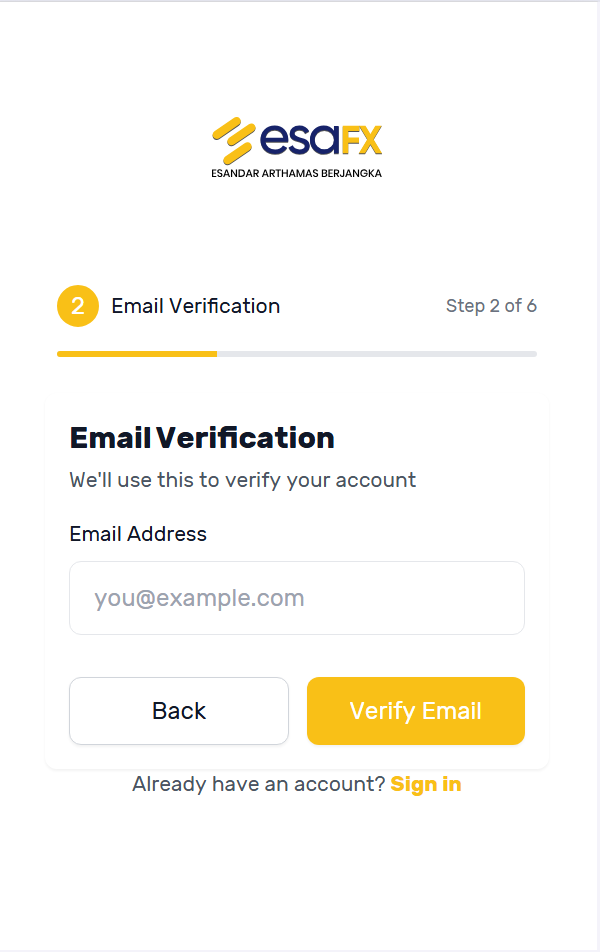 esaFX
ESANDAR ARTHAMAS BERJANGKA
2 Email Verification Step 2 of 6
Email Verification
We'll use this to verify your account
Email Address
you@example.com
Back Verify Email
Already have an account? Sign in